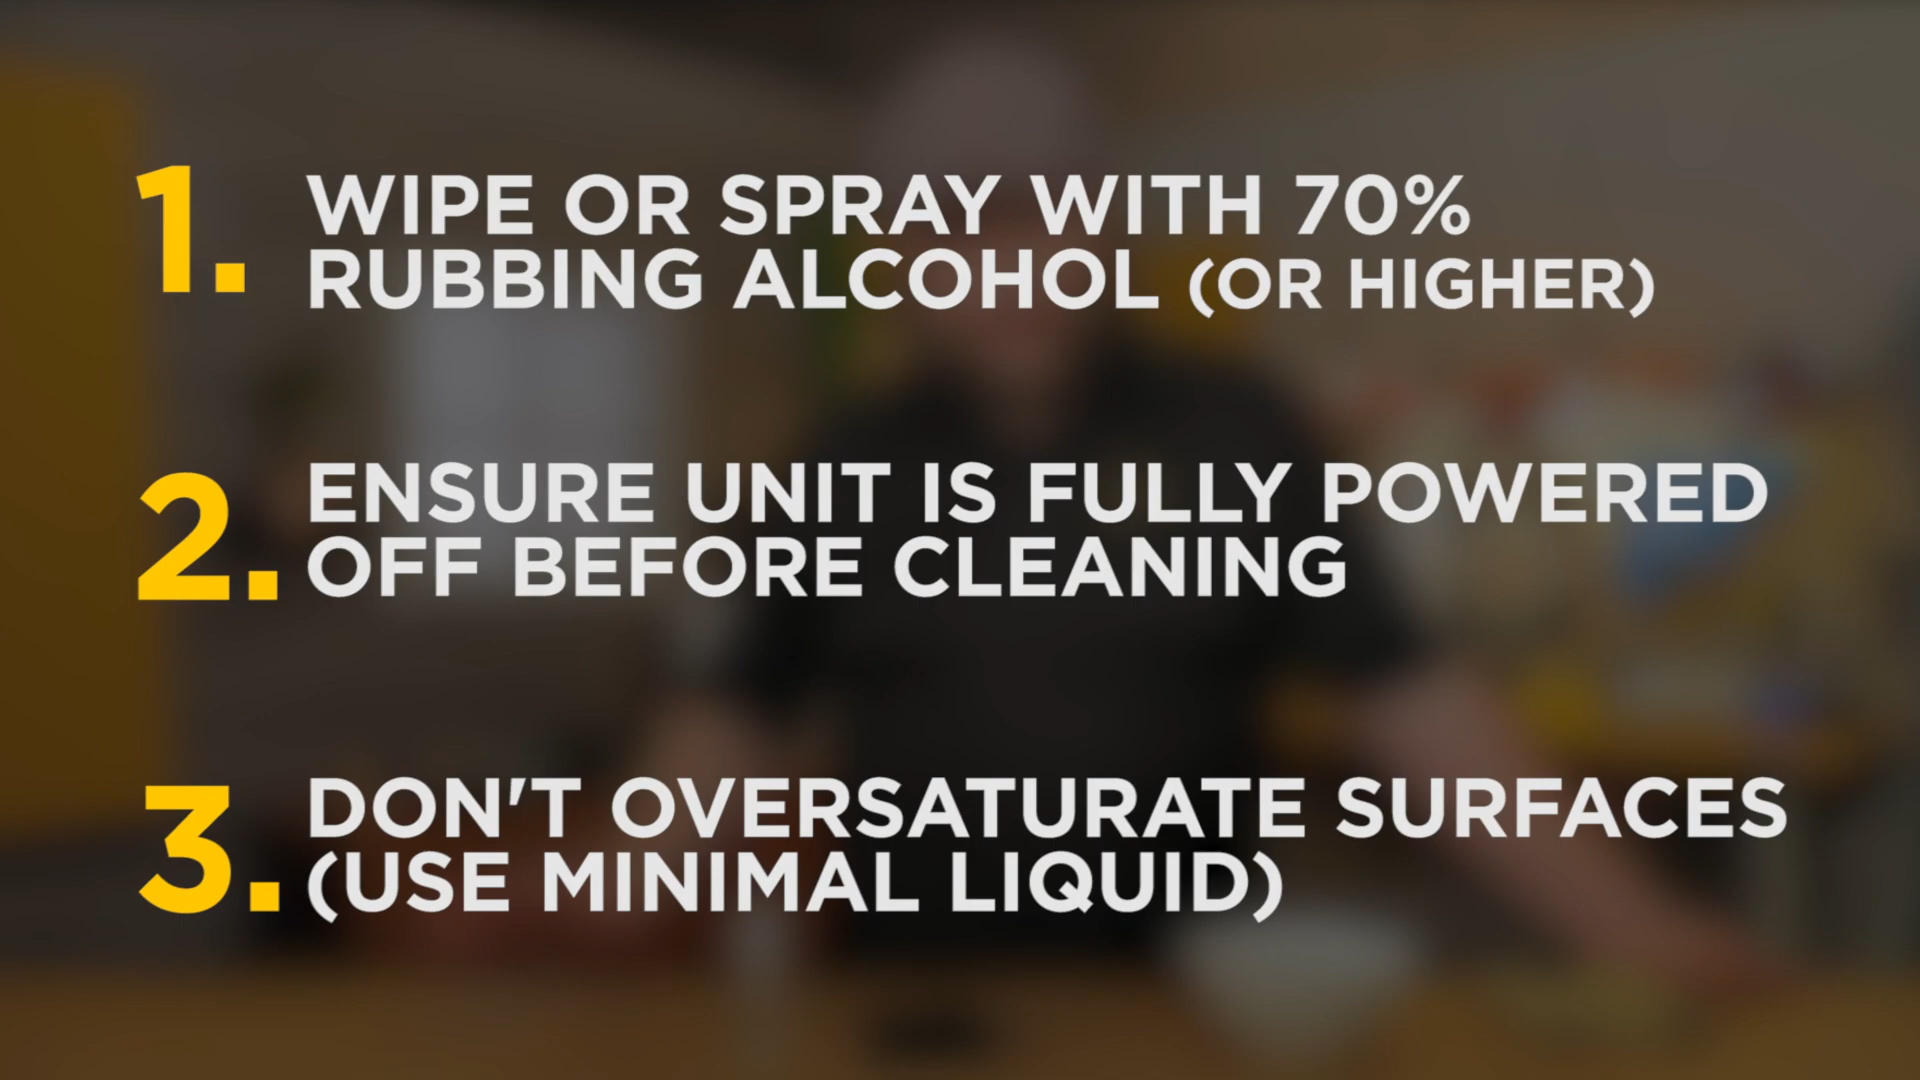 1. WIPE OR SPRAY WITH 70%
RUBBING ALCOHOL (OR HIGHER)
2. ENSURE UNIT IS FULLY POWERED
OFF BEFORE CLEANING
3. DON'T OVERSATURATE SURFACES
(USE MINIMAL LIQUID)